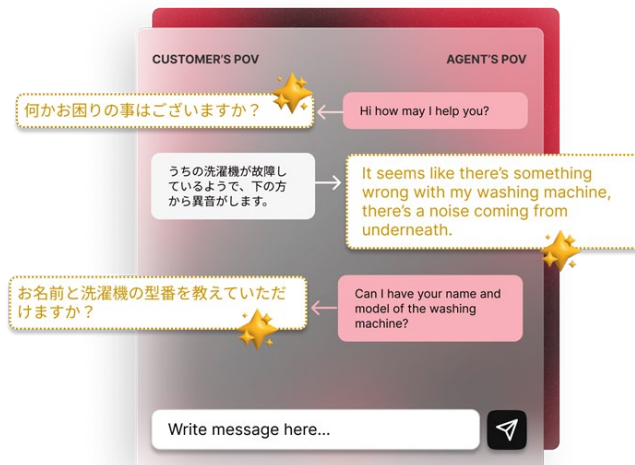 CUSTOMER'S POV
AGENT'S POV
何かお困りの事はございますか？
Hi how may I help you?
うちの洗濯機が故障し
ているようで、下の方
から異音がします。
It seems like there's something
wrong with my washing machine,
there's a noise coming from
underneath.
お名前と洗濯機の型番を教えていただ
けますか？
Can I have your name and
model of the washing
machine?
Write message here...